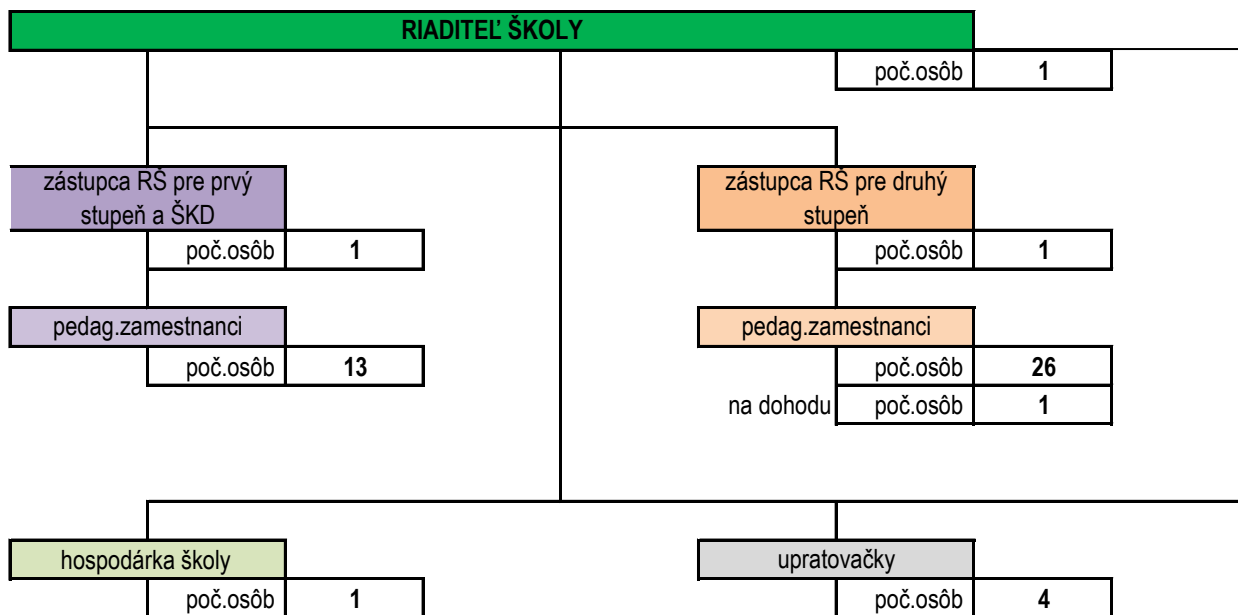 RIADITEĽ ŠKOLY
poč.osôb 1
zástupca RŠ pre prvý
stupeň a ŠKD
poč.osôb 1
zástupca RŠ pre druhý
stupeň
poč.osôb 1
pedag.zamestnanci
poč.osôb 13
pedag.zamestnanci
poč.osôb 26
na dohodu poč.osôb 1
hospodárka školy
poč.osôb 1
upratovačky
poč.osôb 4